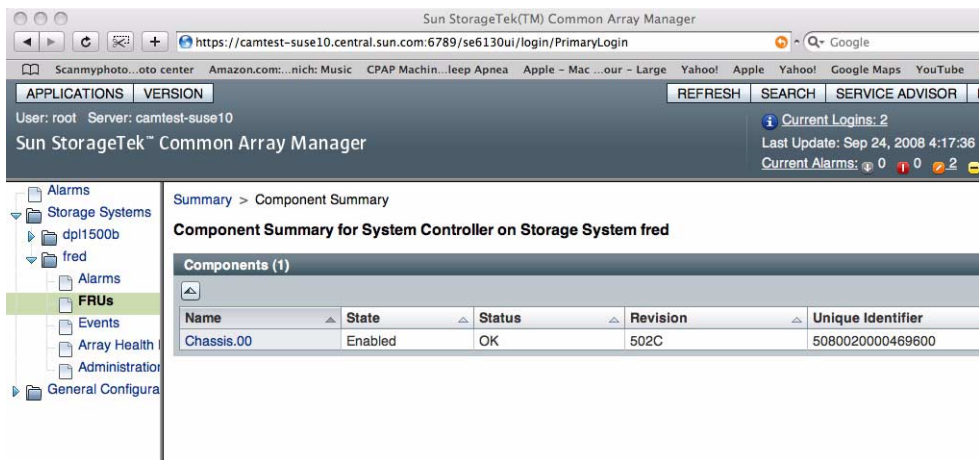 Sun StorageTek(TM) Common Array Manager
https://camtest-suse10.central.sun.com:6789/se6130ui/login/PrimaryLogin
Google
Scanmyphoto...oto center Amazon.com:...nich: Music CPAP Machin...leep Apnea Apple - Mac ...our - Large Yahoo! Apple Yahoo! Google Maps YouTube
APPLICATIONS VERSION REFRESH SEARCH SERVICE ADVISOR
User: root Server: camtest-suse10
Current Logins: 2
Sun StorageTek™ Common Array Manager
Last Update: Sep 24, 2008 4:17:36
Current Alarms: 0 0 2
Alarms
Storage Systems
dpl1500b
fred
Alarms
FRUs
Events
Array Health
Administration
General Configura
Summary > Component Summary
Component Summary for System Controller on Storage System fred
Components (1)
Name State Status Revision Unique Identifier
Chassis.00 Enabled OK 502C 5080020000469600